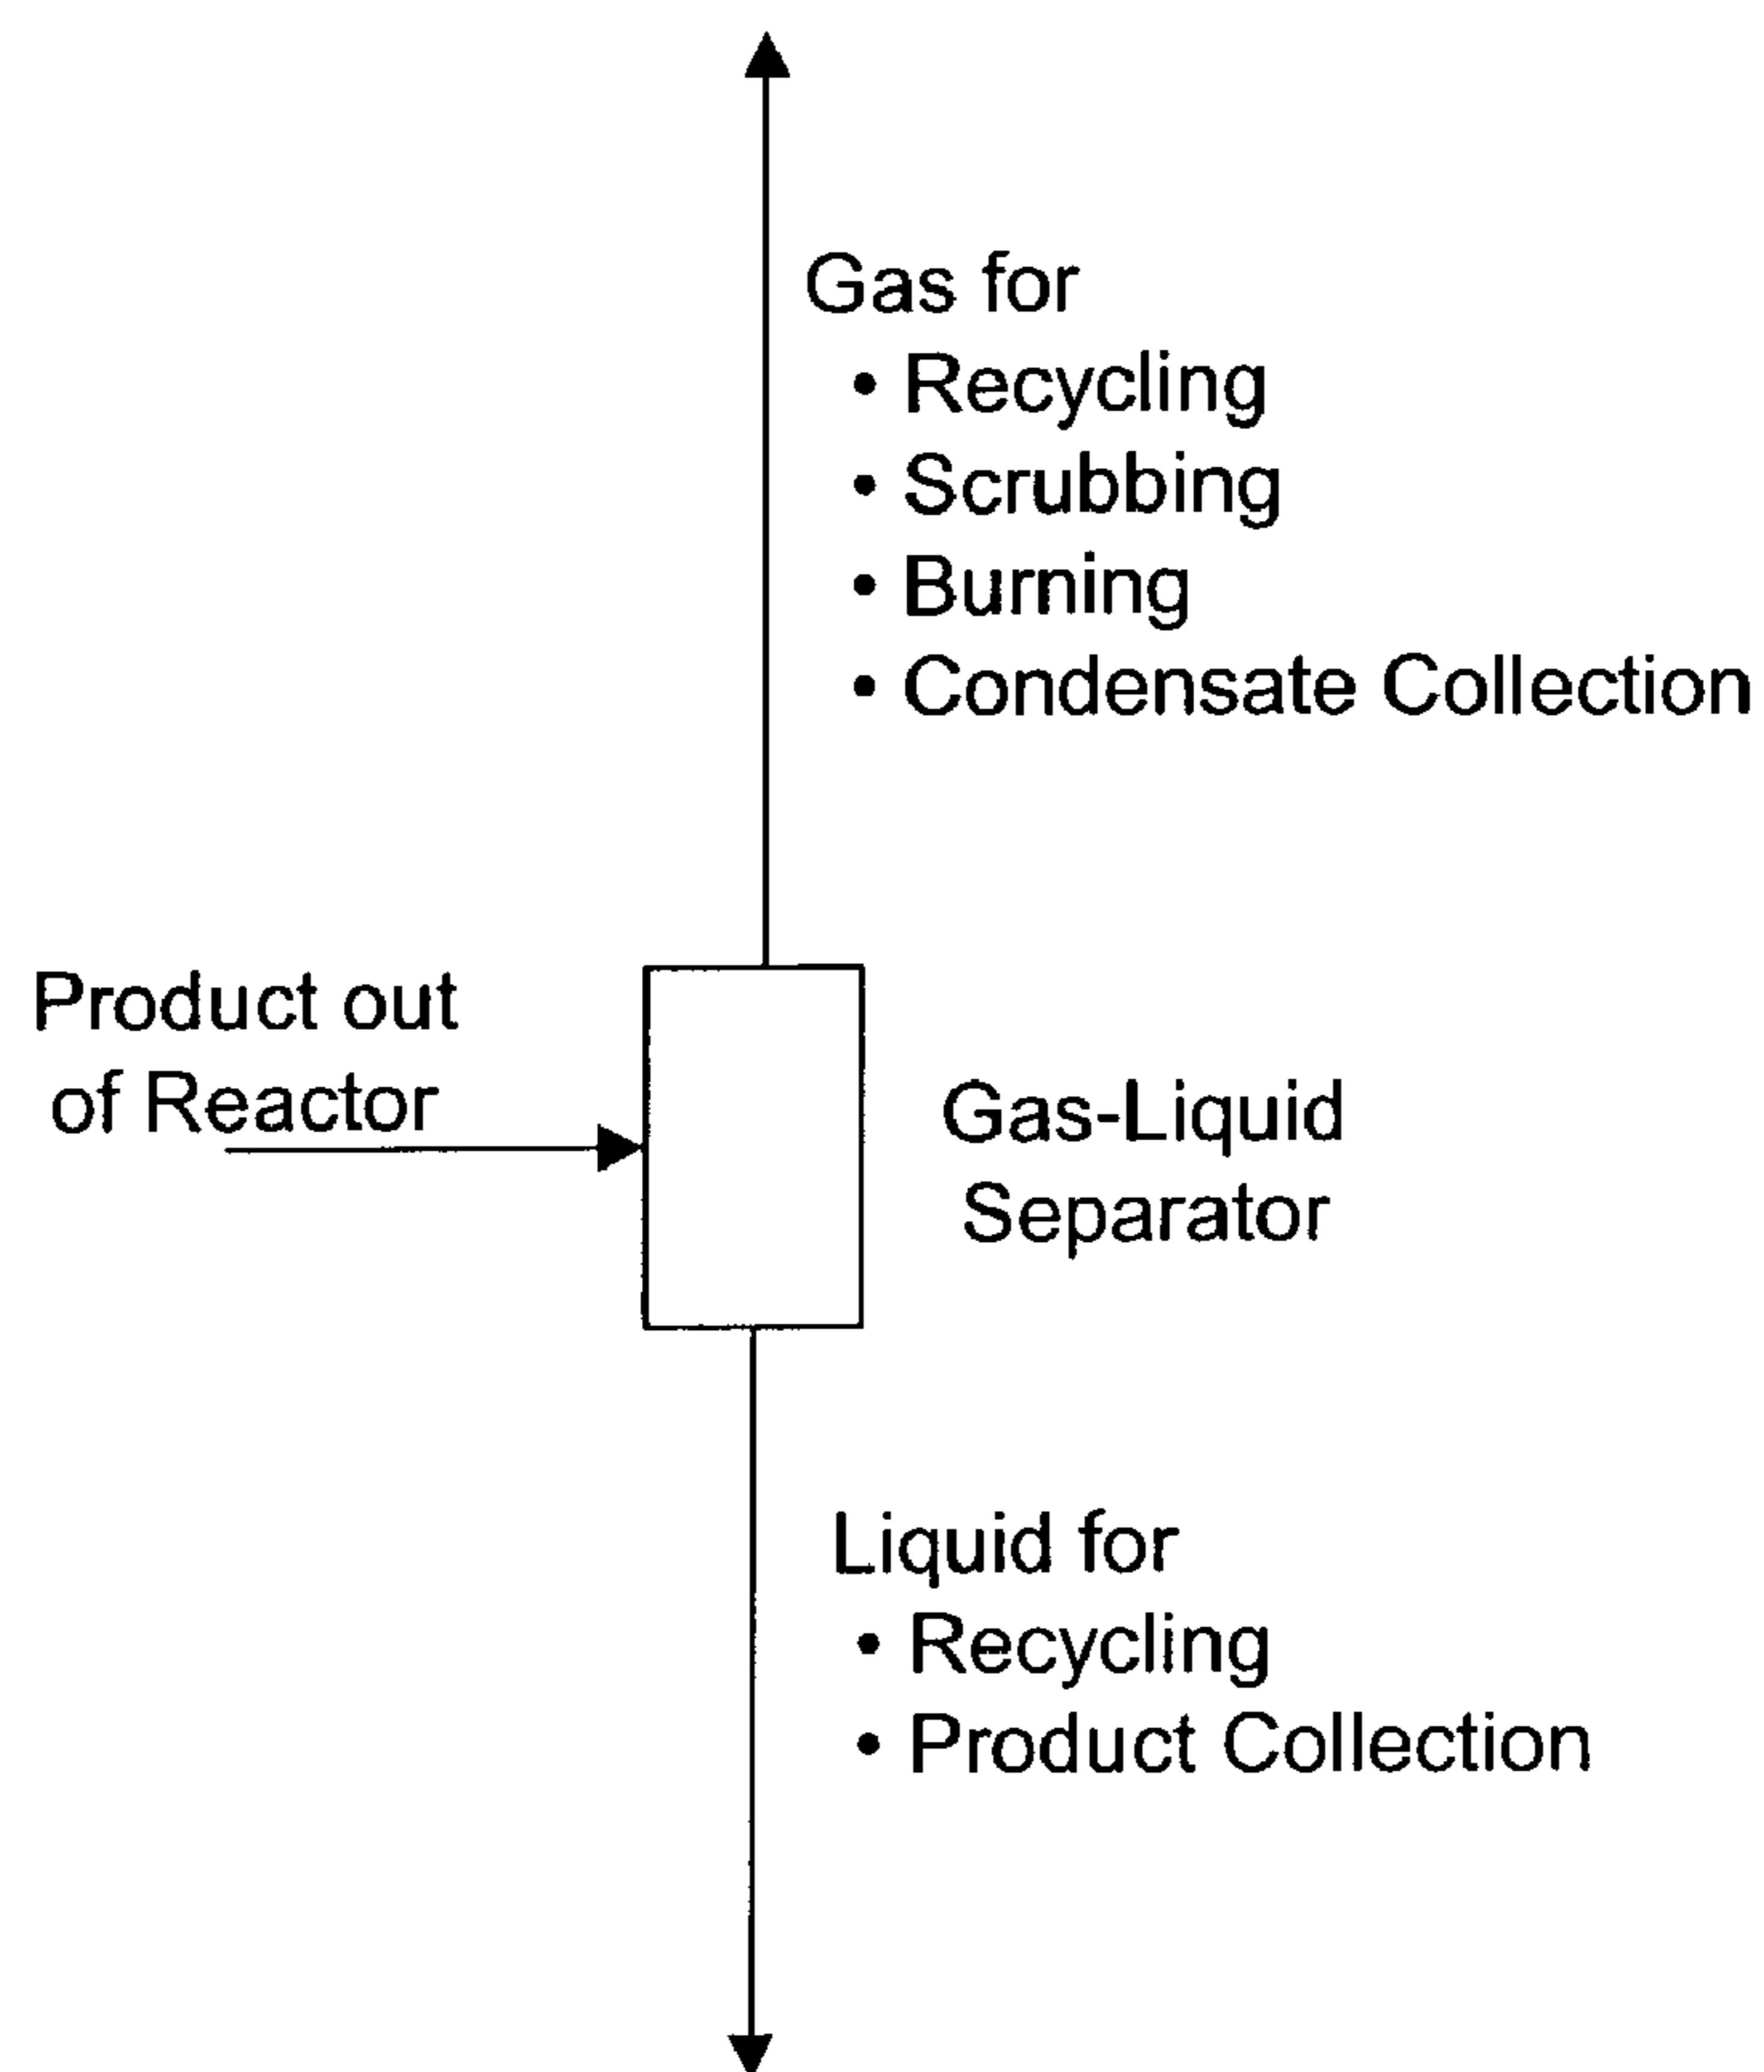 Gas for
• Recycling
• Scrubbing
• Burning
• Condensate Collection
Product out
of Reactor
Gas-Liquid
Separator
Liquid for
• Recycling
• Product Collection